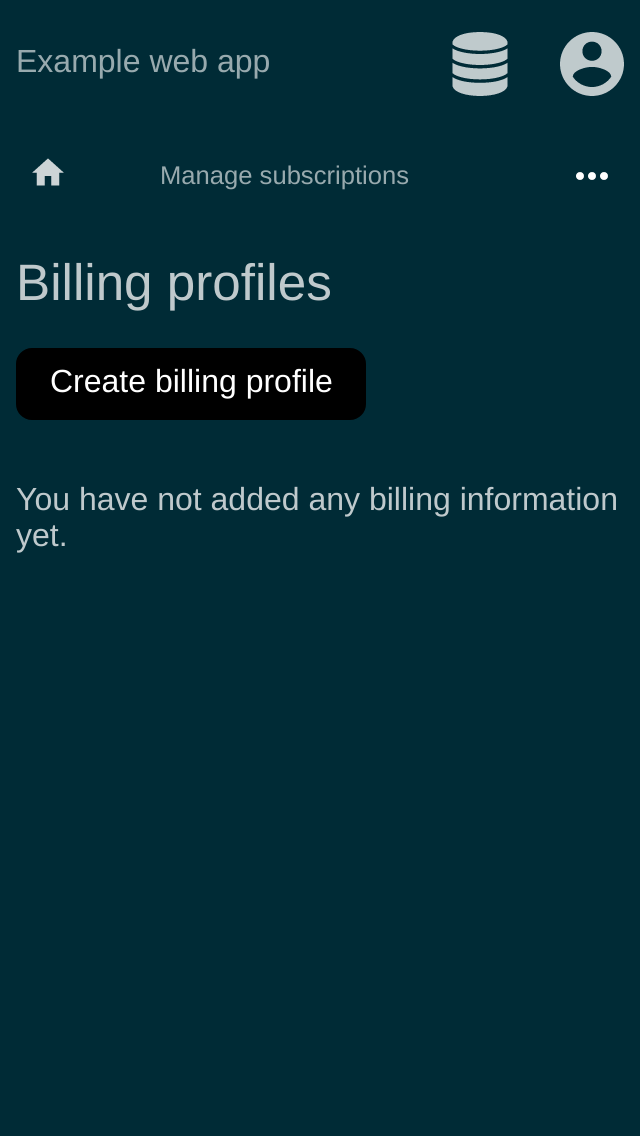 Example web app
Manage subscriptions
Billing profiles
Create billing profile
You have not added any billing information
yet.